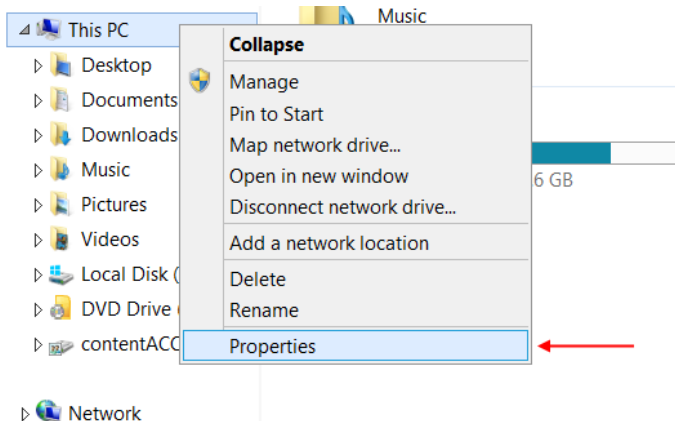 This PC
Desktop
Documents
Downloads
Music
Pictures
Videos
Local Disk (
DVD Drive
contentACC
Network
Collapse
Manage
Pin to Start
Map network drive...
Open in new window
Disconnect network drive...
Add a network location
Delete
Rename
Properties
Music
6 GB